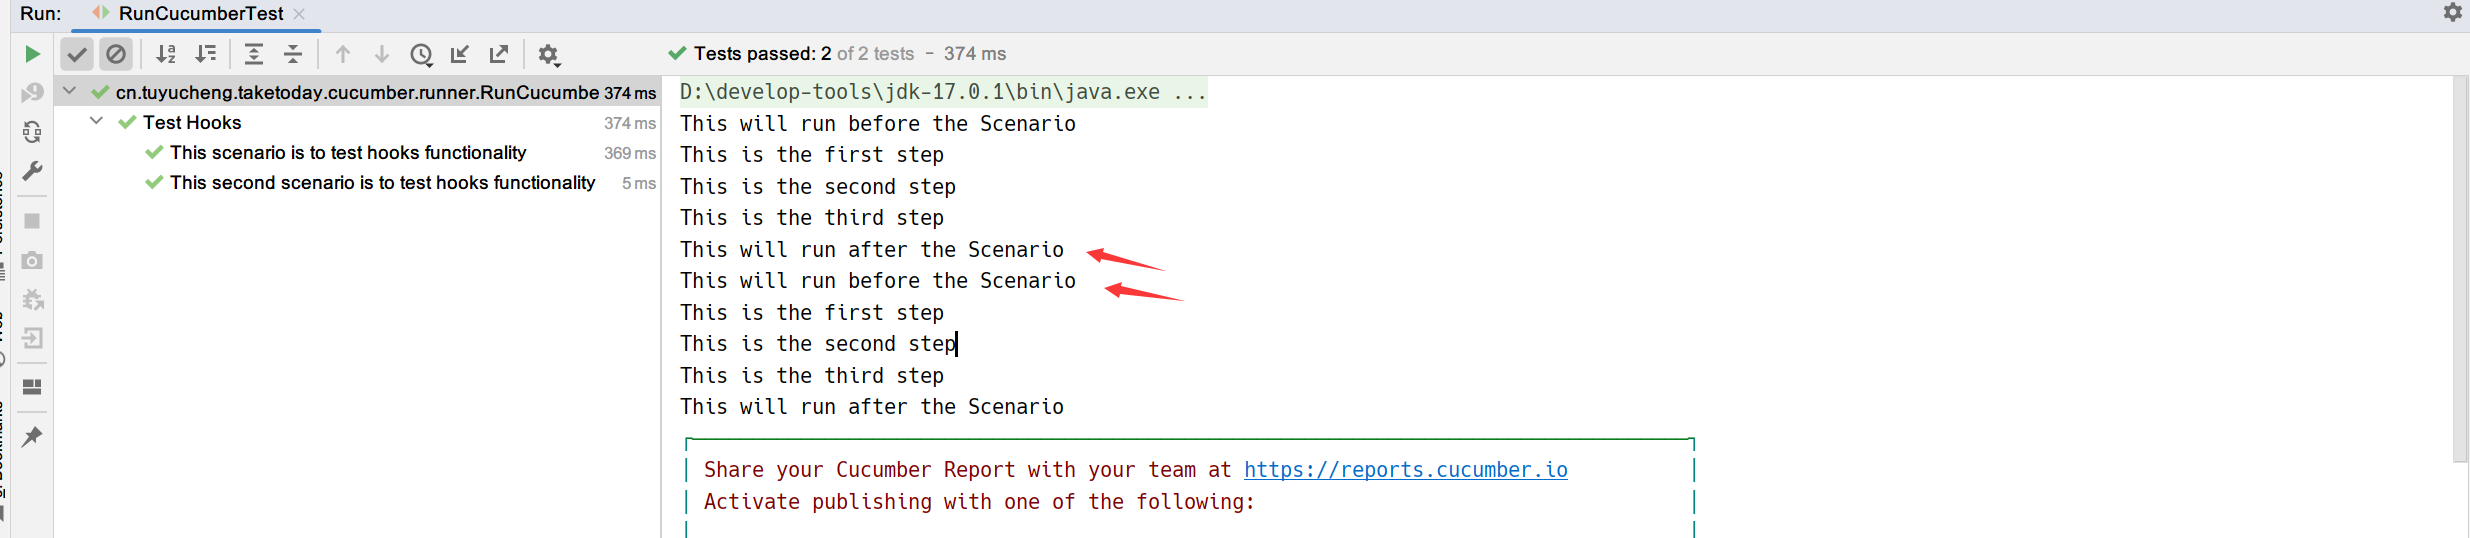 Run: RunCucumberTest
Tests passed: 2 of 2 tests – 374 ms
cn.tuyucheng.taketoday.cucumber.runner.RunCucumbe 374 ms
Test Hooks 374 ms
This scenario is to test hooks functionality 369 ms
This second scenario is to test hooks functionality 5 ms
D:\develop-tools\jdk-17.0.1\bin\java.exe ...
This will run before the Scenario
This is the first step
This is the second step
This is the third step
This will run after the Scenario
This will run before the Scenario
This is the first step
This is the second step
This is the third step
This will run after the Scenario
Share your Cucumber Report with your team at https://reports.cucumber.io
Activate publishing with one of the following: